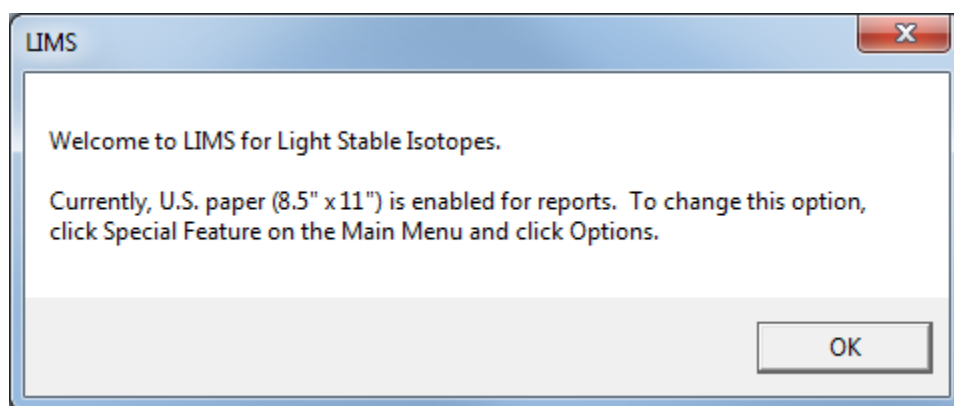 LIMS
Welcome to LIMS for Light Stable Isotopes.
Currently, U.S. paper (8.5" x 11") is enabled for reports.  To change this option,
click Special Feature on the Main Menu and click Options.
OK